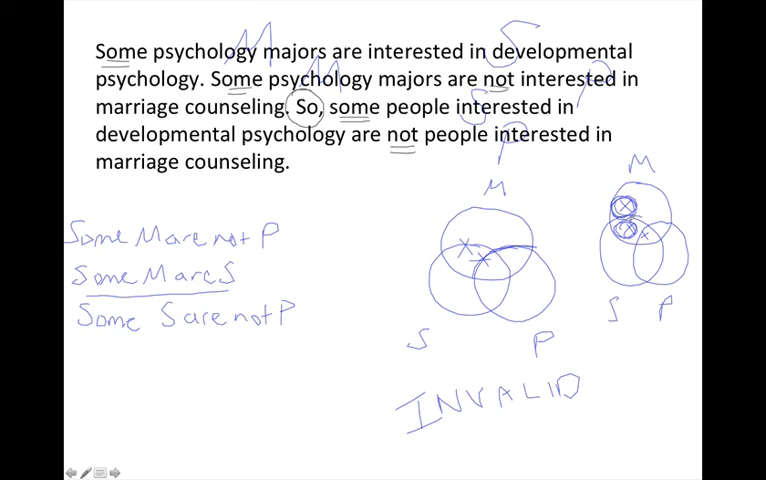 Some psychology majors are interested in developmental
psychology. Some psychology majors are not interested in
marriage counseling. So, some people interested in
developmental psychology are not people interested in
marriage counseling.
M
S
M
P
S
P
Some M are not P
Some M are S
Some S are not P
M
S
P
M
S P
INVALID